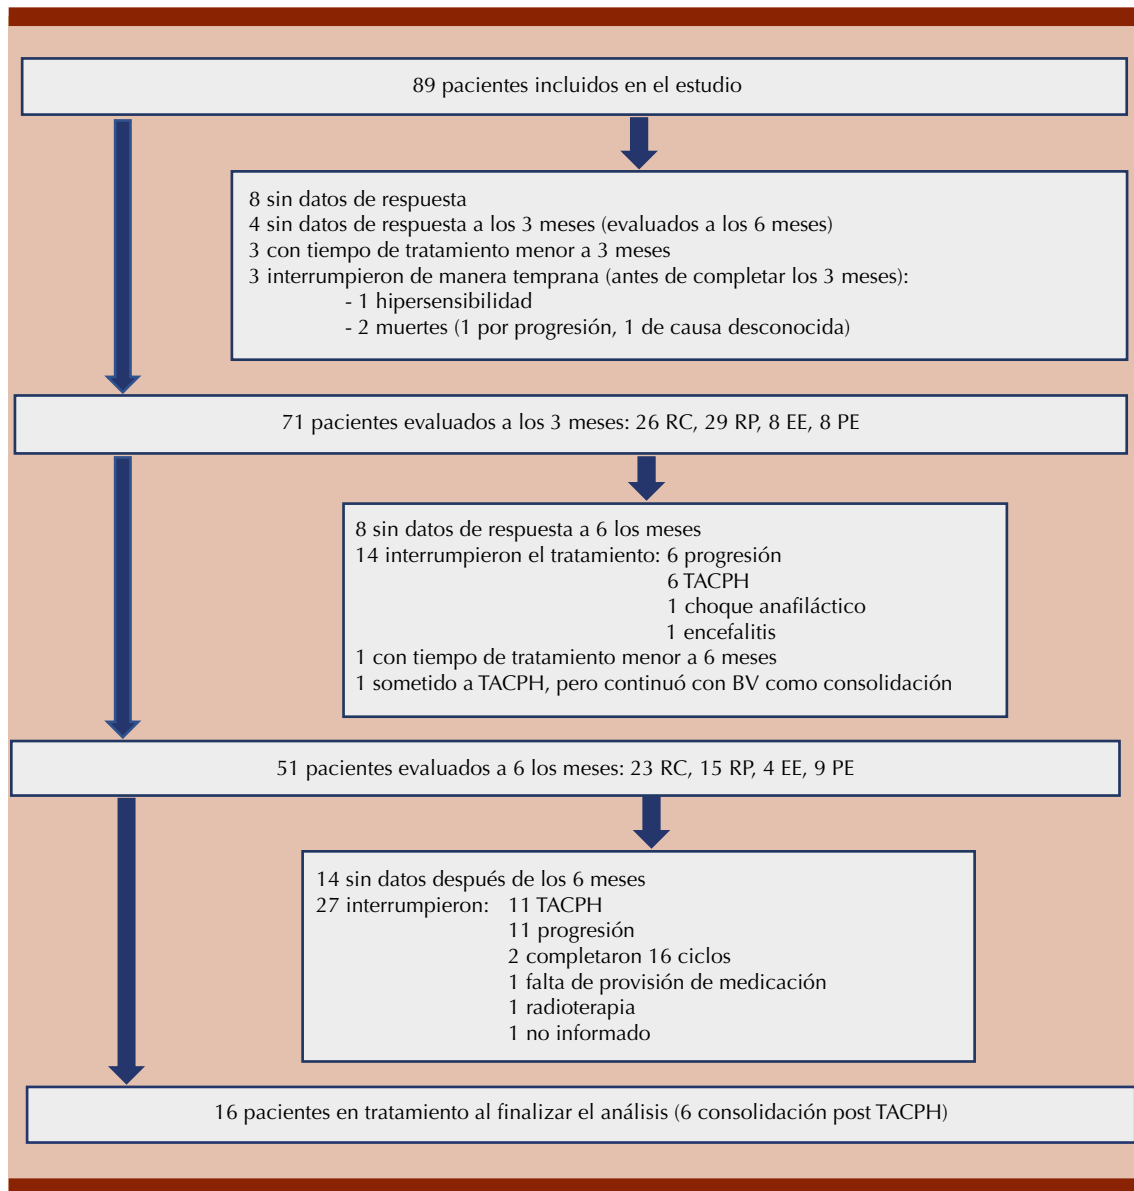 89 pacientes incluidos en el estudio
8 sin datos de respuesta
4 sin datos de respuesta a los 3 meses (evaluados a los 6 meses)
3 con tiempo de tratamiento menor a 3 meses
3 interrumpieron de manera temprana (antes de completar los 3 meses):
- 1 hipersensibilidad
- 2 muertes (1 por progresión, 1 de causa desconocida)
71 pacientes evaluados a los 3 meses: 26 RC, 29 RP, 8 EE, 8 PE
8 sin datos de respuesta a 6 los meses
14 interrumpieron el tratamiento: 6 progresión
6 TACPH
1 choque anafiláctico
1 encefalitis
1 con tiempo de tratamiento menor a 6 meses
1 sometido a TACPH, pero continuó con BV como consolidación
51 pacientes evaluados a 6 los meses: 23 RC, 15 RP, 4 EE, 9 PE
14 sin datos después de los 6 meses
27 interrumpieron: 11 TACPH
11 progresión
2 completaron 16 ciclos
1 falta de provisión de medicación
1 radioterapia
1 no informado
16 pacientes en tratamiento al finalizar el análisis (6 consolidación post TACPH)